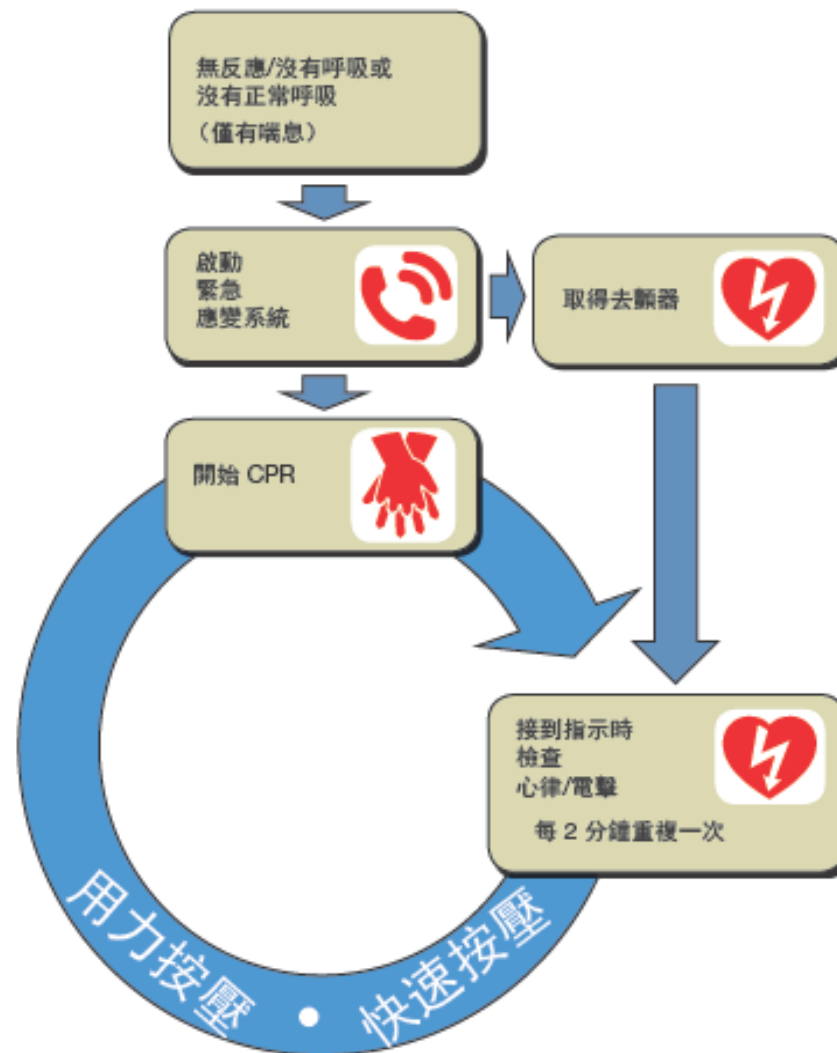 無反應/沒有呼吸或
沒有正常呼吸
（僅有喘息）
啟動
緊急
應變系統
取得去顫器
開始 CPR
接到指示時
檢查
心律/電擊
每 2 分鐘重複一次
用力按壓 • 快速按壓